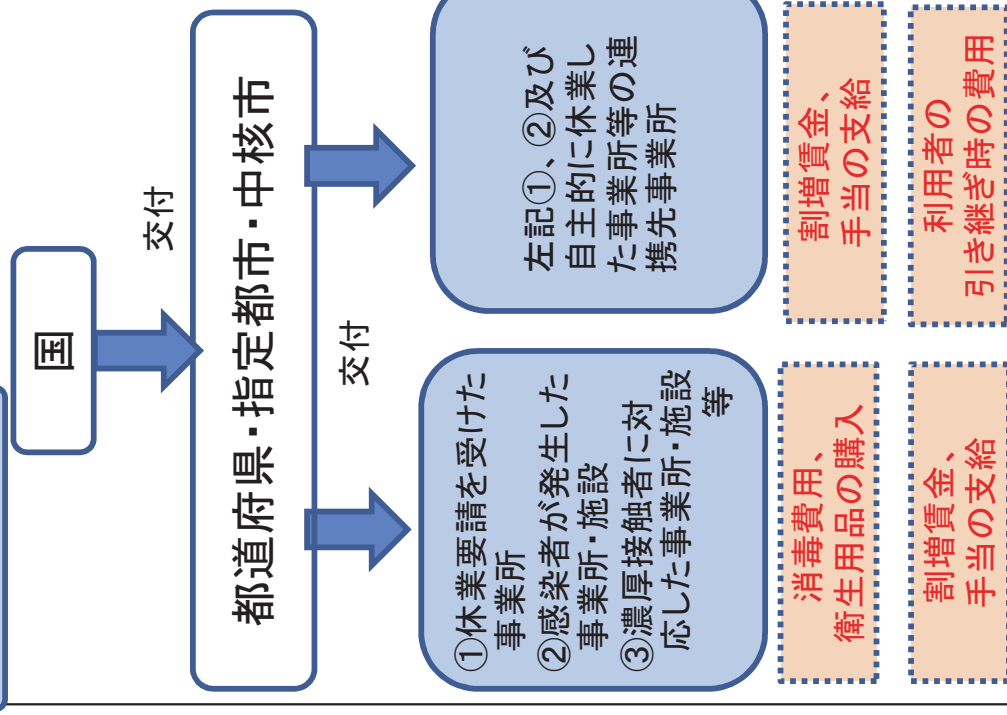 国
交付
都道府県・指定都市・中核市
交付
①休業要請を受けた
事業所
②感染者が発生した
事業所・施設
③濃厚接触者に対
応した事業所・施設
等
左記①、②及び
自主的に休業し
た事業所等の連
携先事業所
消毒費用、
衛生用品の購入
割増賃金、
手当の支給
割増賃金、
手当の支給
利用者の
引き継ぎ時の費用